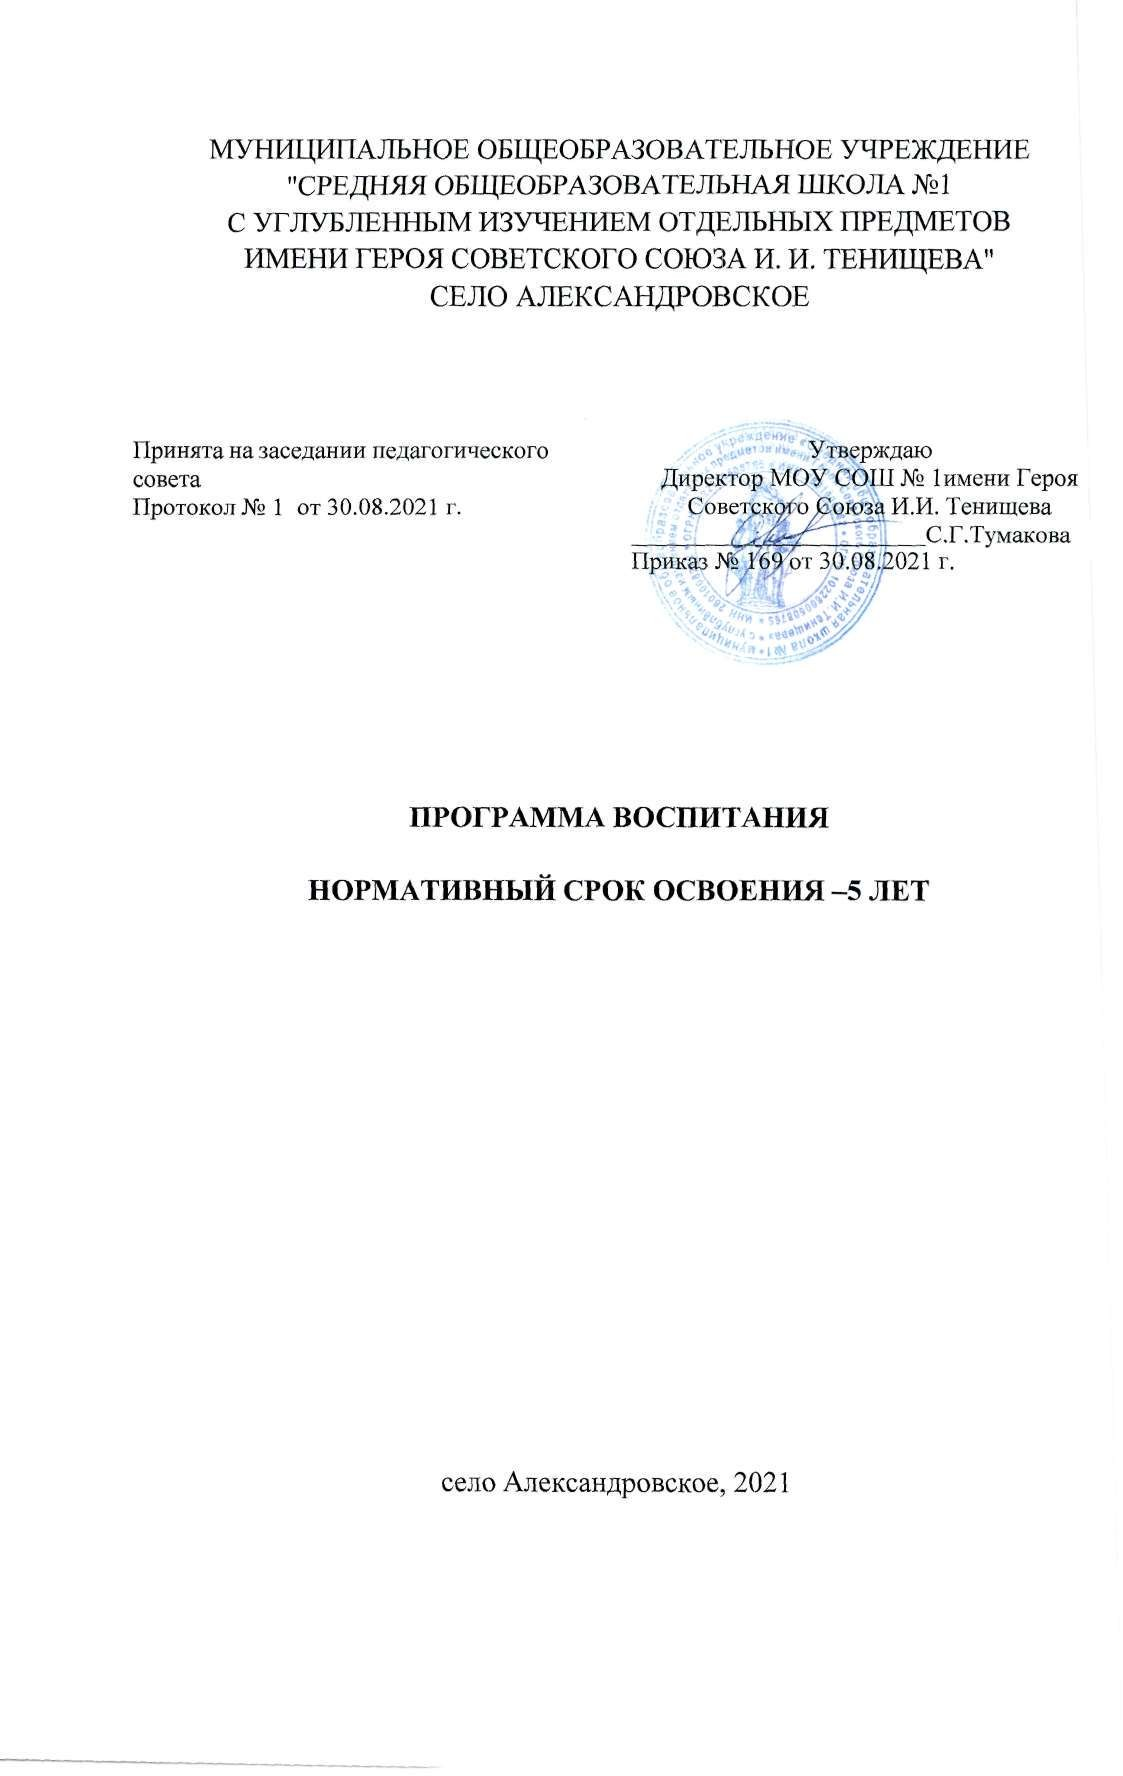 МУНИЦИПАЛЬНОЕ ОБЩЕОБРАЗОВАТЕЛЬНОЕ УЧРЕЖДЕНИЕ
"СРЕДНЯЯ ОБЩЕОБРАЗОВАТЕЛЬНАЯ ШКОЛА №1
С УГЛУБЛЕННЫМ ИЗУЧЕНИЕМ ОТДЕЛЬНЫХ ПРЕДМЕТОВ
ИМЕНИ ГЕРОЯ СОВЕТСКОГО СОЮЗА И. И. ТЕНИЩЕВА"
СЕЛО АЛЕКСАНДРОВСКОЕ
Принята на заседании педагогического
совета
Протокол № 1 от 30.08.2021 г.
Утверждаю
Директор МОУ СОШ № 1имени Героя
Советского Союза И.И. Тенищева
С.Г.Тумакова
Приказ № 169 от 30.08.2021 г.
ПРОГРАММА ВОСПИТАНИЯ
НОРМАТИВНЫЙ СРОК ОСВОЕНИЯ –5 ЛЕТ
село Александровское, 2021